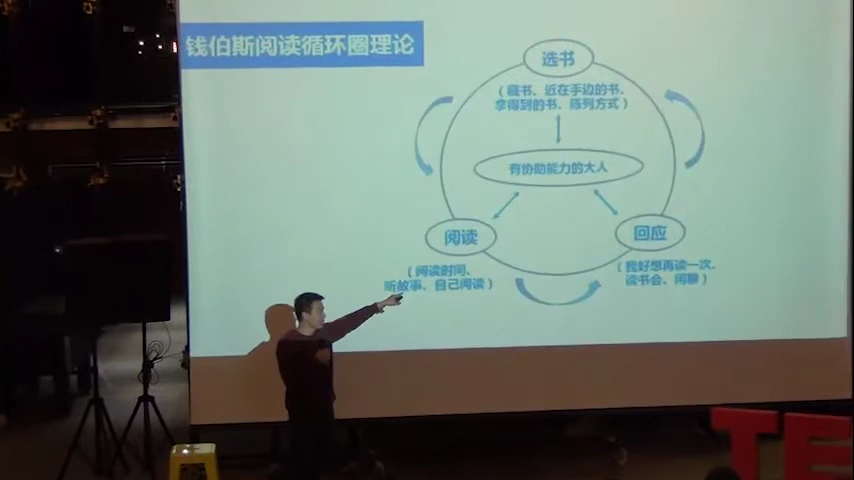 钱伯斯阅读循环圈理论
选书
(藏书、近在手边的书、
拿得到的书、陈列方式)
有协助能力的大人
阅读
(阅读时间、
听故事、自己阅读)
回应
(我好想再读一次、
读书会、闲聊)
TE